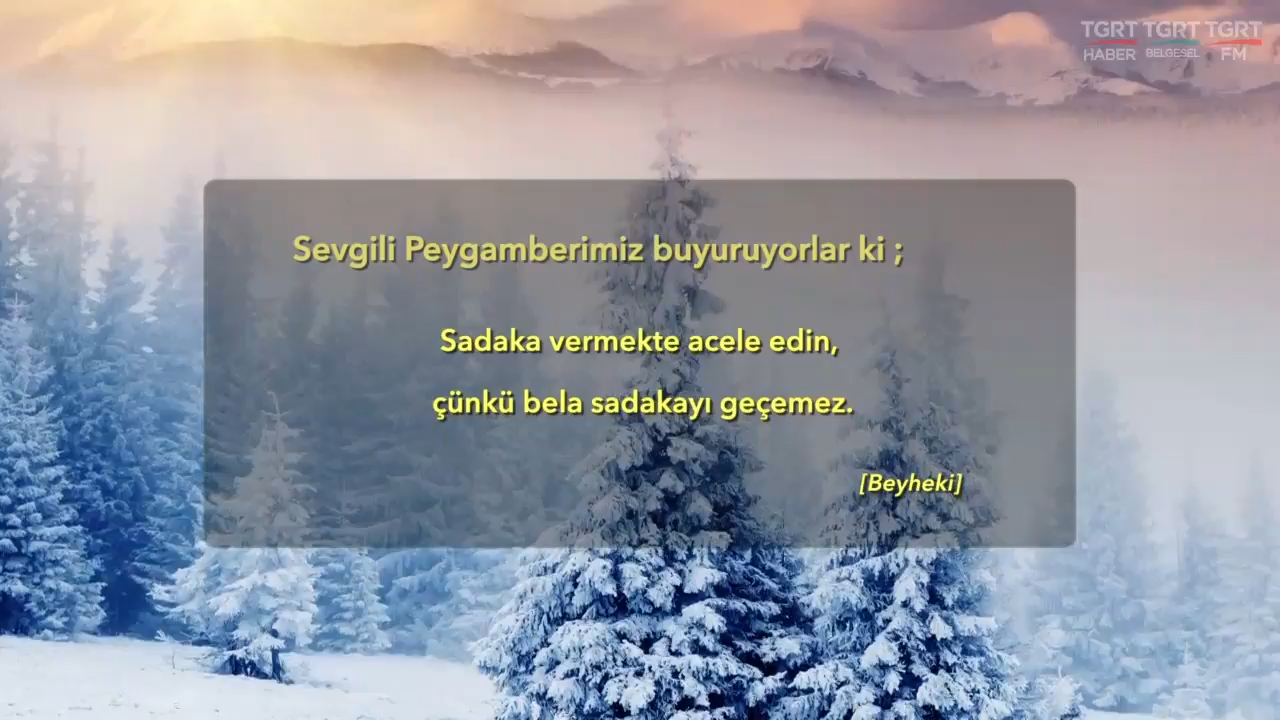 TGRT TGRT TGRT
HABER BELGESEL FM
Sevgili Peygamberimiz buyuruyorlar ki ;
Sadaka vermekte acele edin,
çünkü bela sadakayı geçemez.
[Beyheki]